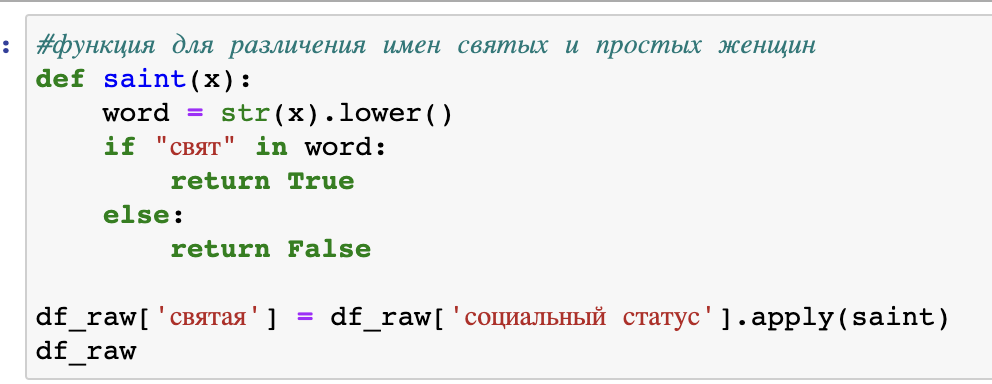 :
#функция для различения имен святых и простых женщин
def saint(x):
    word = str(x).lower()
    if "свят" in word:
        return True
    else:
        return False

df_raw['святая'] = df_raw['социальный статус'].apply(saint)
df_raw